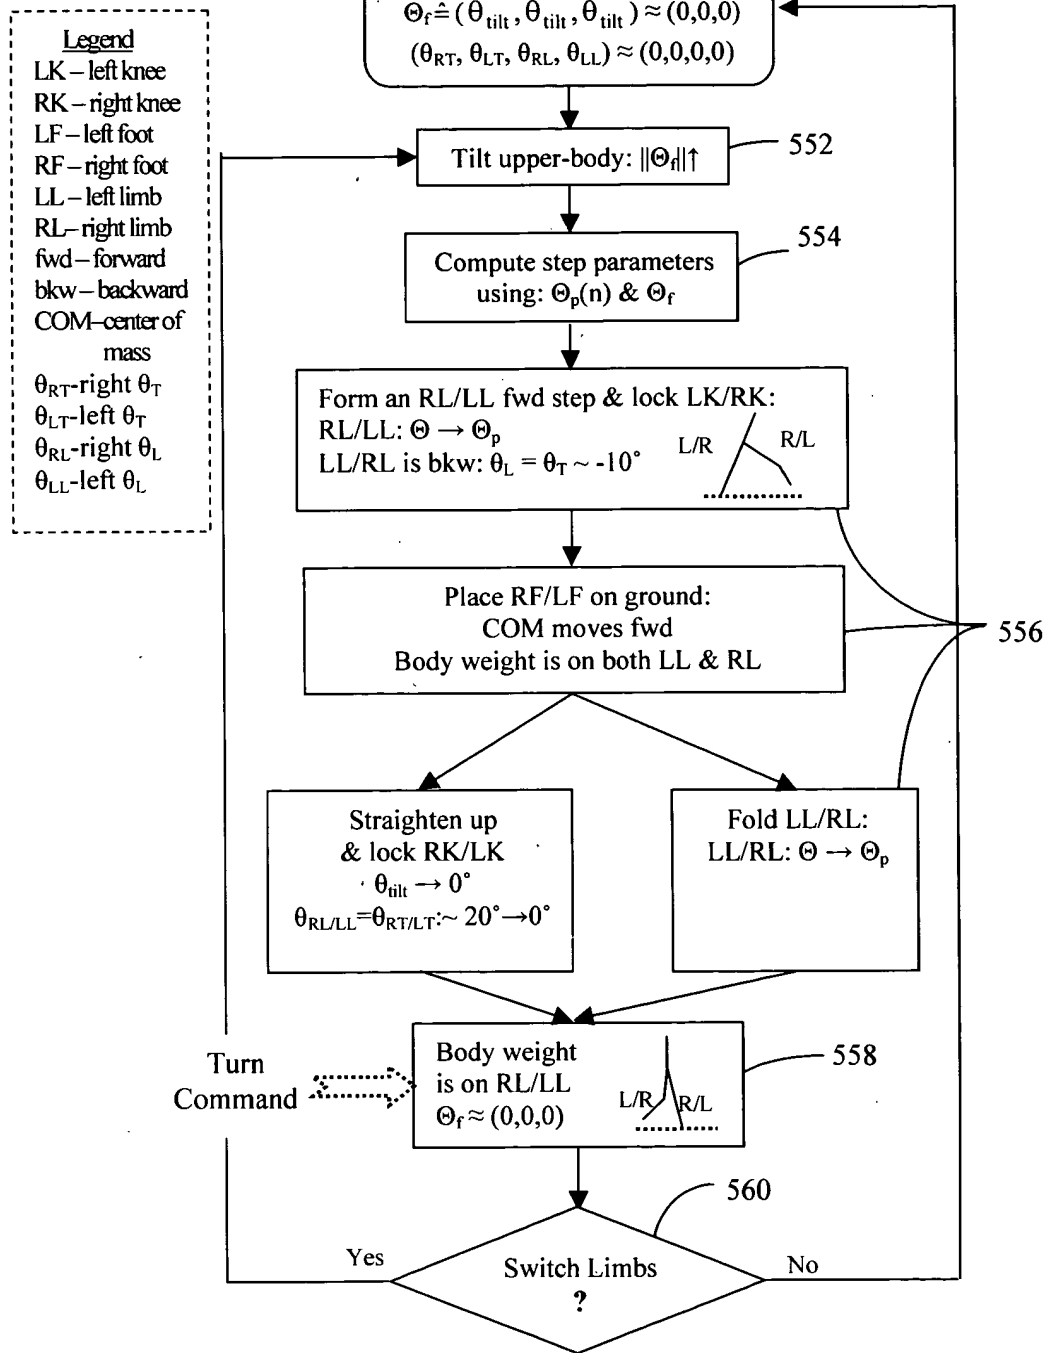 Θf ≙ (θtilt, θ̇tilt, θ̈tilt) ≈ (0,0,0)
(θRT, θLT, θRL, θLL) ≈ (0,0,0,0)
Legend
LK – left knee
RK – right knee
LF – left foot
RF – right foot
LL – left limb
RL – right limb
fwd – forward
bkw – backward
COM – center of
mass
θRT-right θT
θLT-left θT
θRL-right θL
θLL-left θL
Tilt upper-body: ||Θf||↑
552
Compute step parameters
using: Θp(n) & Θf
554
Form an RL/LL fwd step & lock LK/RK:
RL/LL: Θ → Θp
LL/RL is bkw: θL = θT ~ -10°
L/R
R/L
Place RF/LF on ground:
COM moves fwd
Body weight is on both LL & RL
556
Straighten up
& lock RK/LK
θtilt → 0°
θRL/LL=θRT/LT:~ 20°→0°
Fold LL/RL:
LL/RL: Θ → Θp
Turn
Command
Body weight
is on RL/LL
Θf ≈ (0,0,0)
L/R
R/L
558
560
Yes
Switch Limbs
?
No